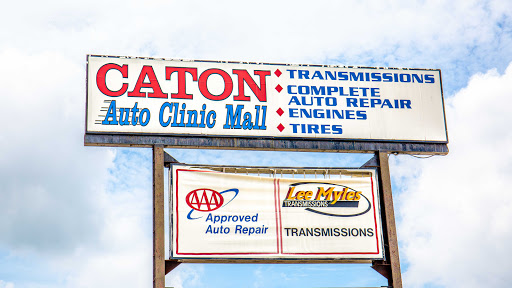 CATON
Auto Clinic Mall
TRANSMISSIONS
COMPLETE
AUTO REPAIR
ENGINES
TIRES
AAA
Approved
Auto Repair
Lee Myles
TRANSMISSIONS
TRANSMISSIONS